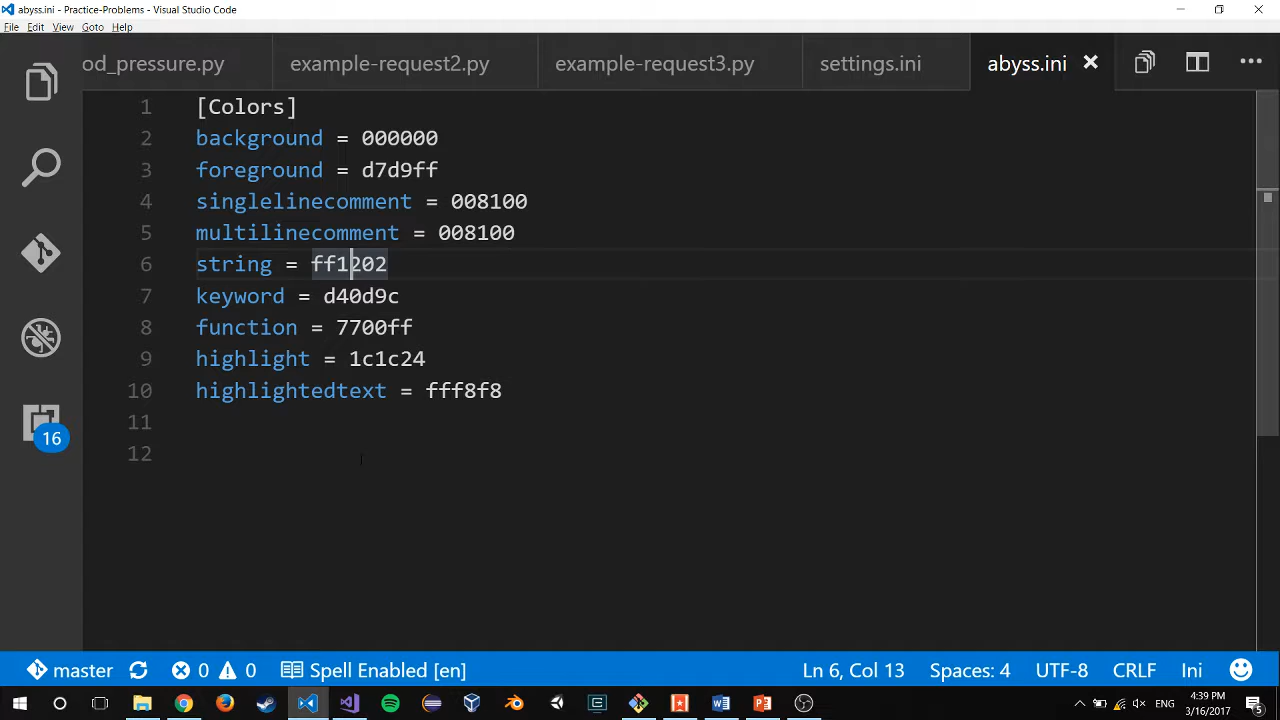 abyss.ini - Practice-Problems - Visual Studio Code
File Edit View Goto Help
od_pressure.py example-request2.py example-request3.py settings.ini abyss.ini
1 [Colors]
2 background = 000000
3 foreground = d7d9ff
4 singlelinecomment = 008100
5 multilinecomment = 008100
6 string = ff1202
7 keyword = d40d9c
8 function = 7700ff
9 highlight = 1c1c24
10 highlightedtext = fff8f8
11
12
16
master 0 0 Spell Enabled [en] Ln 6, Col 13 Spaces: 4 UTF-8 CRLF Ini
ENG 4:39 PM
3/16/2017 5